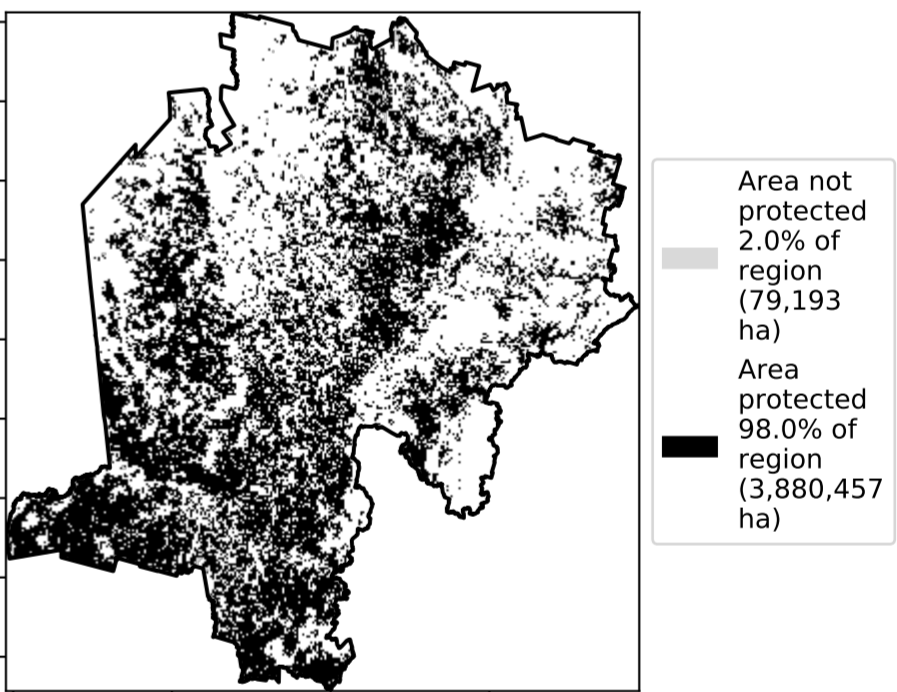 Area not
protected
2.0% of
region
(79,193
ha)
Area
protected
98.0% of
region
(3,880,457
ha)